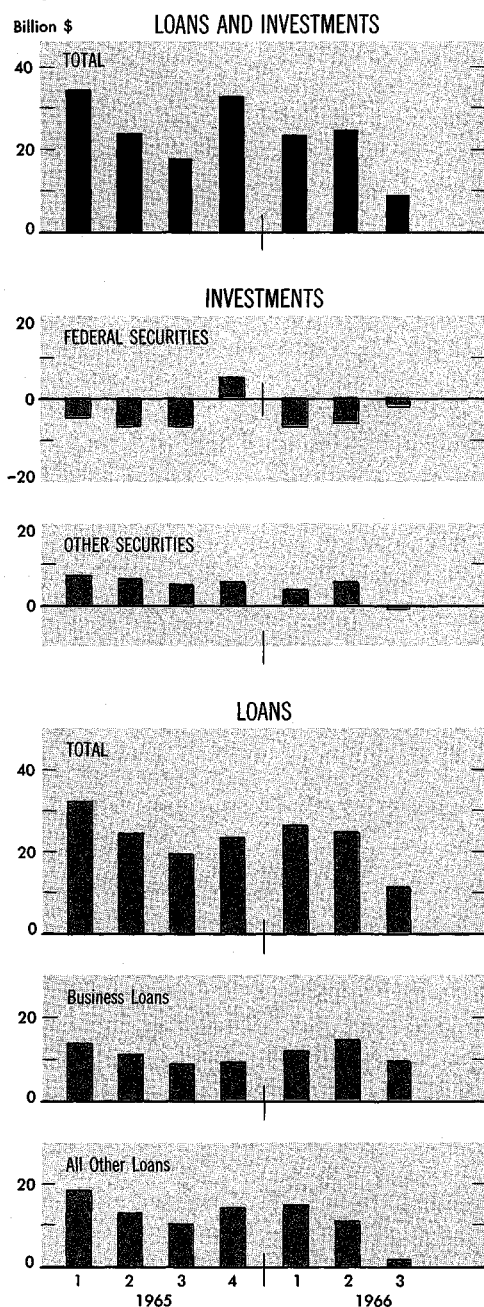 Billion $ LOANS AND INVESTMENTS
TOTAL
40
20
0
INVESTMENTS
20
FEDERAL SECURITIES
0
-20
20
OTHER SECURITIES
0
LOANS
TOTAL
40
20
0
Business Loans
20
0
All Other Loans
20
0
1 2 3 4 1 2 3
1965 1966